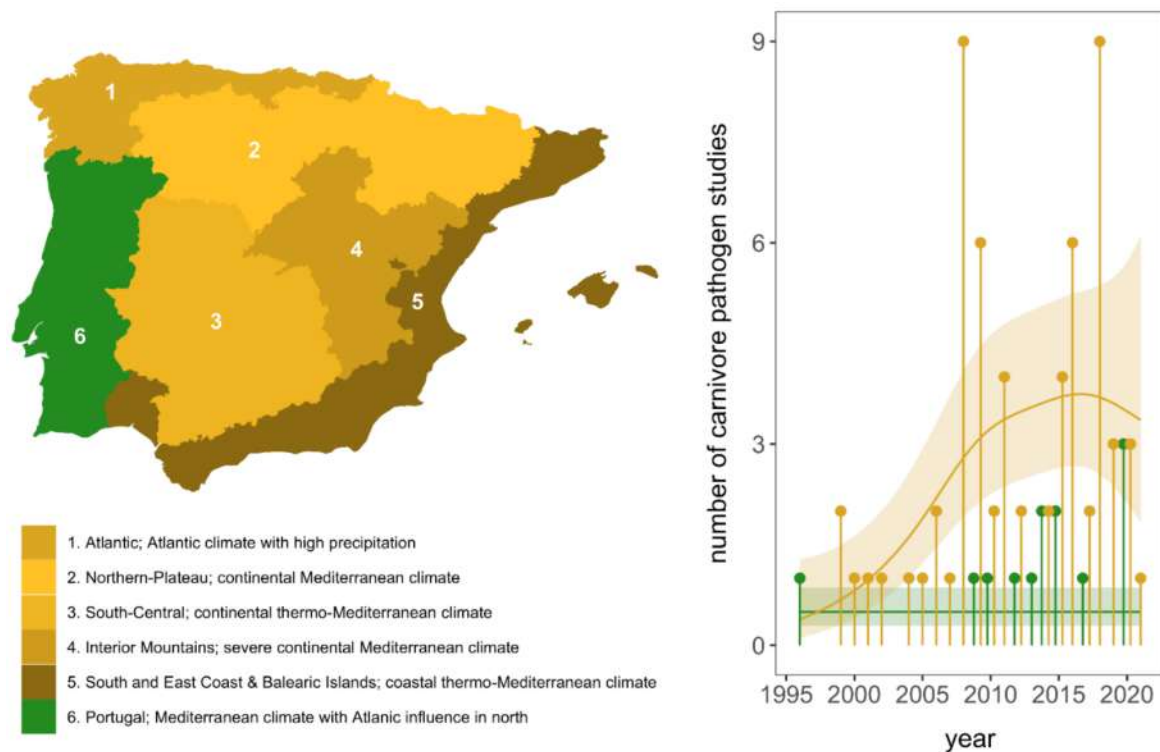 1
2
3
4
5
6
1. Atlantic; Atlantic climate with high precipitation
2. Northern-Plateau; continental Mediterranean climate
3. South-Central; continental thermo-Mediterranean climate
4. Interior Mountains; severe continental Mediterranean climate
5. South and East Coast & Balearic Islands; coastal thermo-Mediterranean climate
6. Portugal; Mediterranean climate with Atlanic influence in north
number of carnivore pathogen studies
9
6
3
0
1995 2000 2005 2010 2015 2020
year